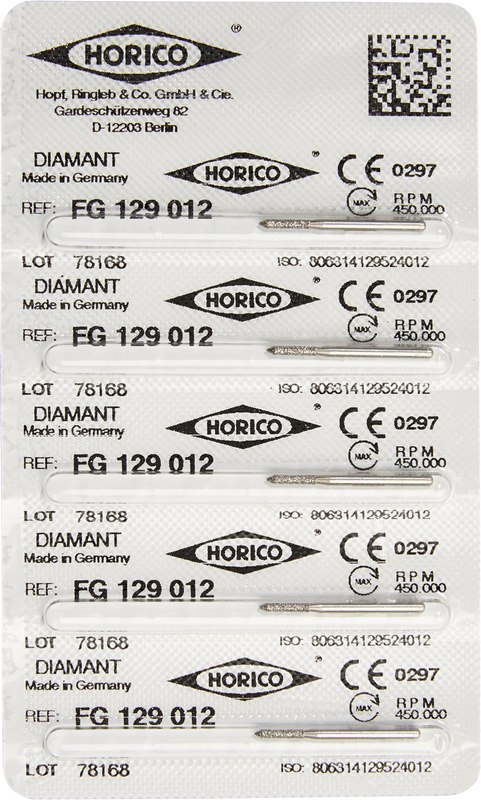 HORICO ®
Hopf, Ringleb & Co. GmbH & Cie.
Gardeschützenweg 82
D-12203 Berlin
DIAMANT HORICO ® CE 0297
Made in Germany
MAX RPM
REF: FG 129 012 450.000
LOT 78168 ISO: 806314129524012
DIAMANT HORICO ® CE 0297
Made in Germany
MAX RPM
REF: FG 129 012 450.000
LOT 78168 ISO: 806314129524012
DIAMANT HORICO ® CE 0297
Made in Germany
MAX RPM
REF: FG 129 012 450.000
LOT 78168 ISO: 806314129524012
DIAMANT HORICO ® CE 0297
Made in Germany
MAX RPM
REF: FG 129 012 450.000
LOT 78168 ISO: 806314129524012
DIAMANT HORICO ® CE 0297
Made in Germany
MAX RPM
REF: FG 129 012 450.000
LOT 78168 ISO: 806314129524012